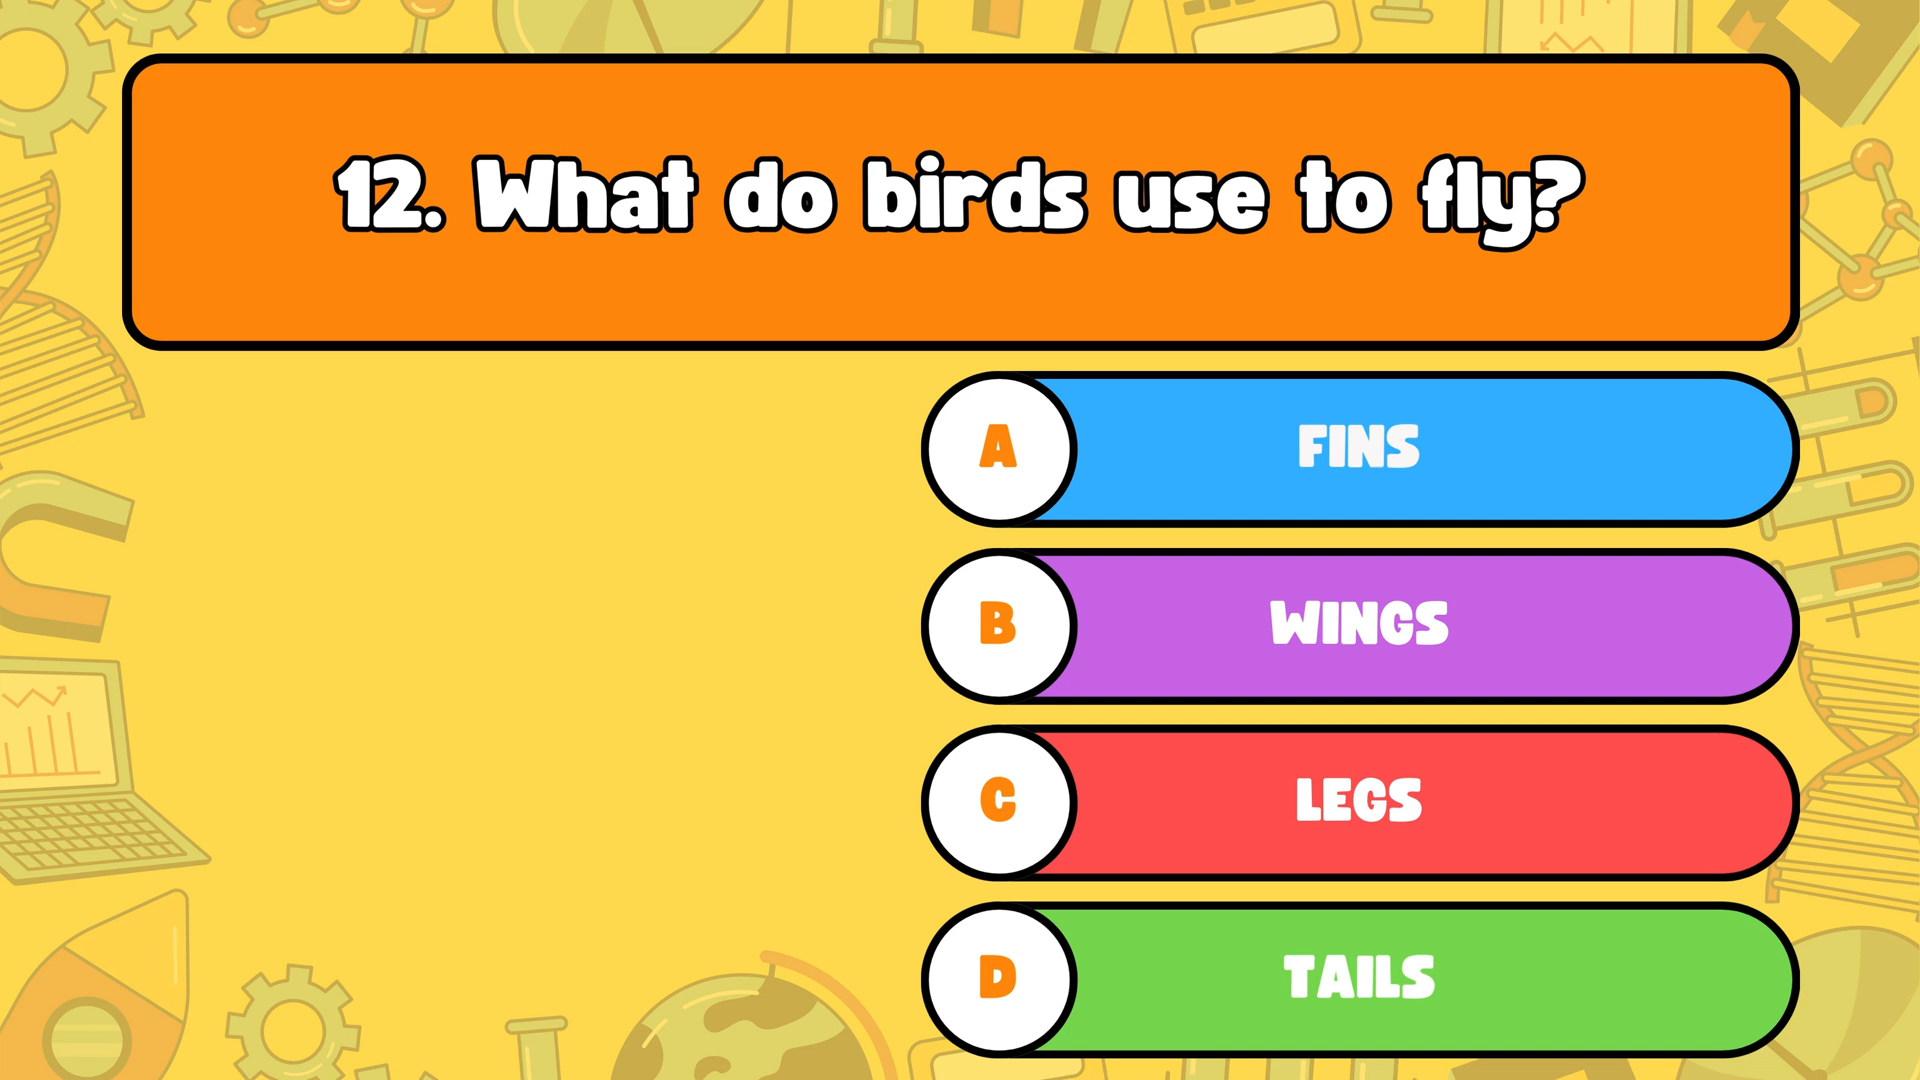 12. What do birds use to fly?
A FINS
B WINGS
C LEGS
D TAILS